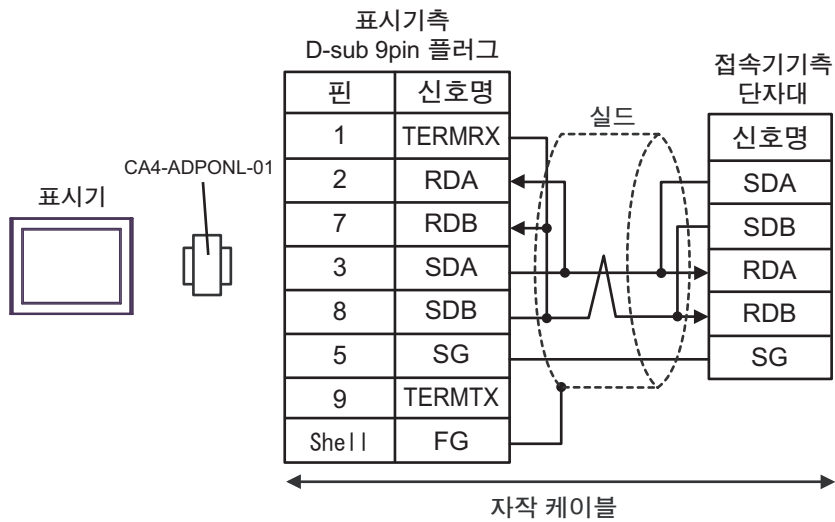 표시기측
D-sub 9pin 플러그
접속기기측
단자대
핀 신호명
실드
신호명
1 TERMRX
CA4-ADPONL-01
2 RDA
SDA
표시기
7 RDB
SDB
3 SDA
RDA
8 SDB
RDB
5 SG
SG
9 TERMTX
Shell FG
자작 케이블